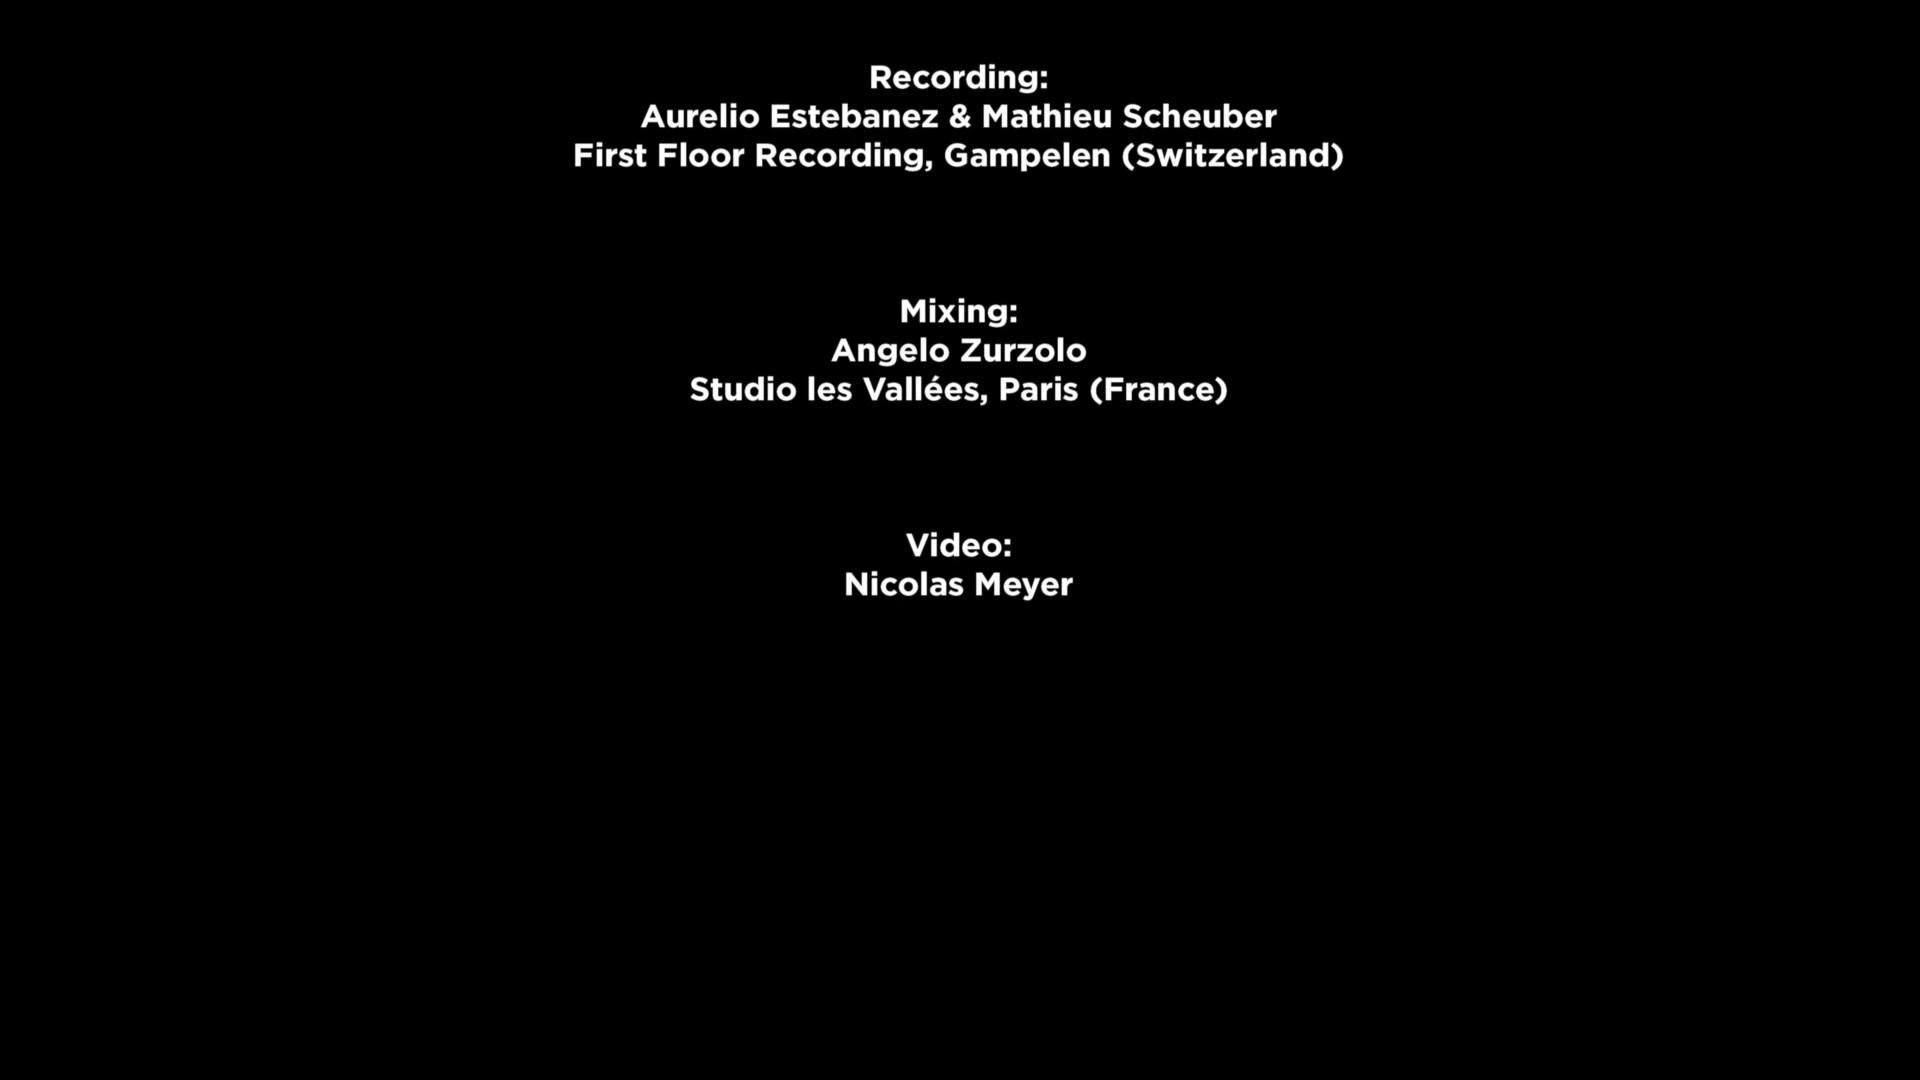 Recording:
Aurelio Estebanez & Mathieu Scheuber
First Floor Recording, Gampelen (Switzerland)
Mixing:
Angelo Zurzolo
Studio les Vallées, Paris (France)
Video:
Nicolas Meyer